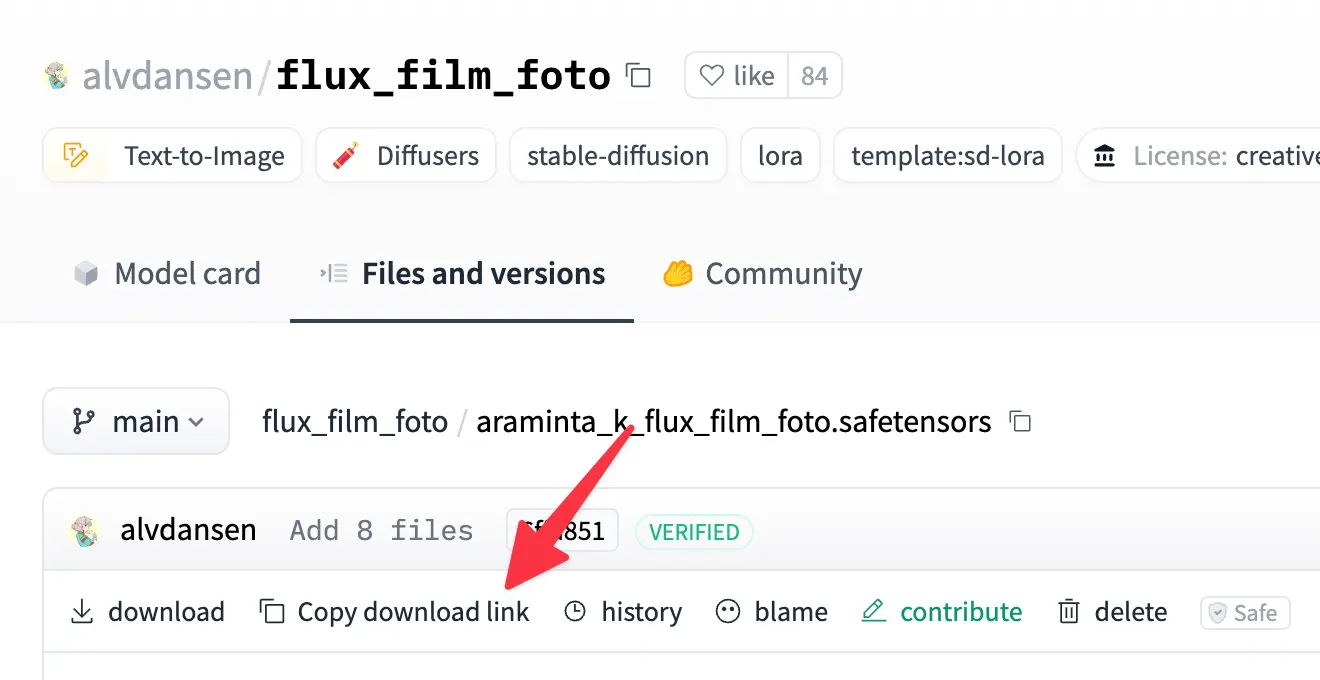 alvdansen/flux_film_foto like 84
Text-to-Image Diffusers stable-diffusion lora template:sd-lora License: creative
Model card Files and versions Community
main flux_film_foto / araminta_k_flux_film_foto.safetensors
alvdansen Add 8 files VERIFIED
download Copy download link history blame contribute delete Safe